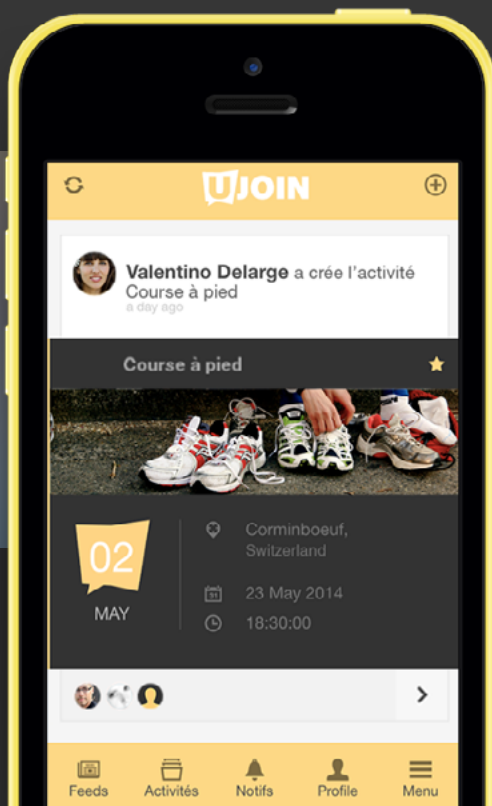 UJOIN
Valentino Delarge a crée l'activité
Course à pied
a day ago
Course à pied
02
MAY
Corminboeuf,
Switzerland
31
23 May 2014
18:30:00
Feeds Activités Notifs Profile Menu